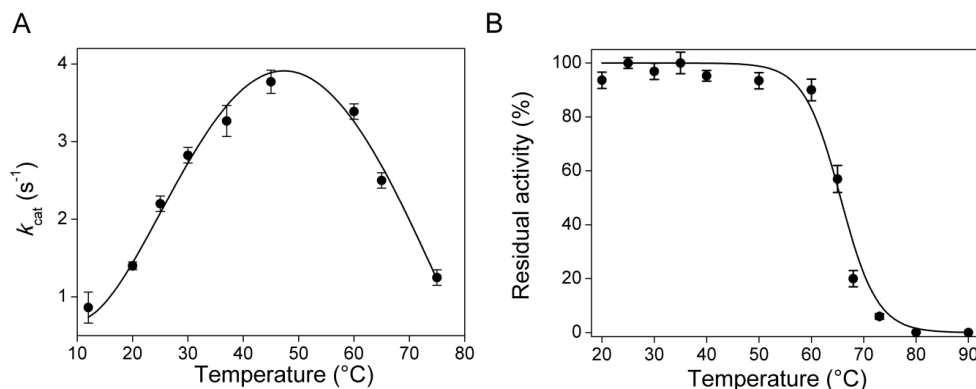 A
B
k_cat (s⁻¹)
4
3
2
1
10 20 30 40 50 60 70 80
Temperature (°C)
Residual activity (%)
100
80
60
40
20
0
20 30 40 50 60 70 80 90
Temperature (°C)